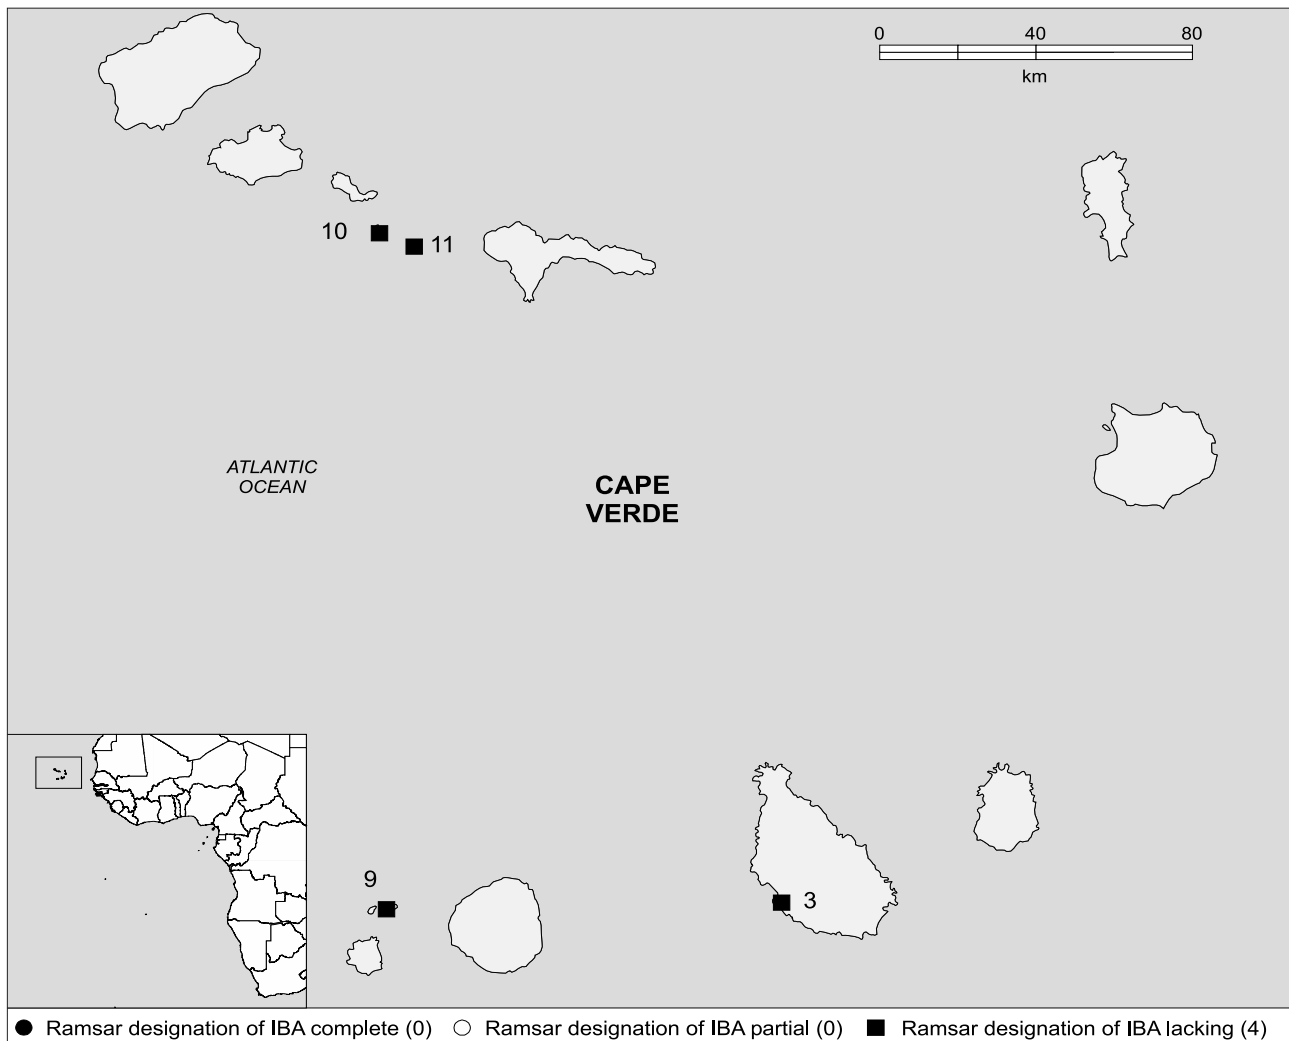 0 40 80
km
10
11
ATLANTIC
OCEAN
CAPE
VERDE
9
3
Ramsar designation of IBA complete (0) Ramsar designation of IBA partial (0) Ramsar designation of IBA lacking (4)